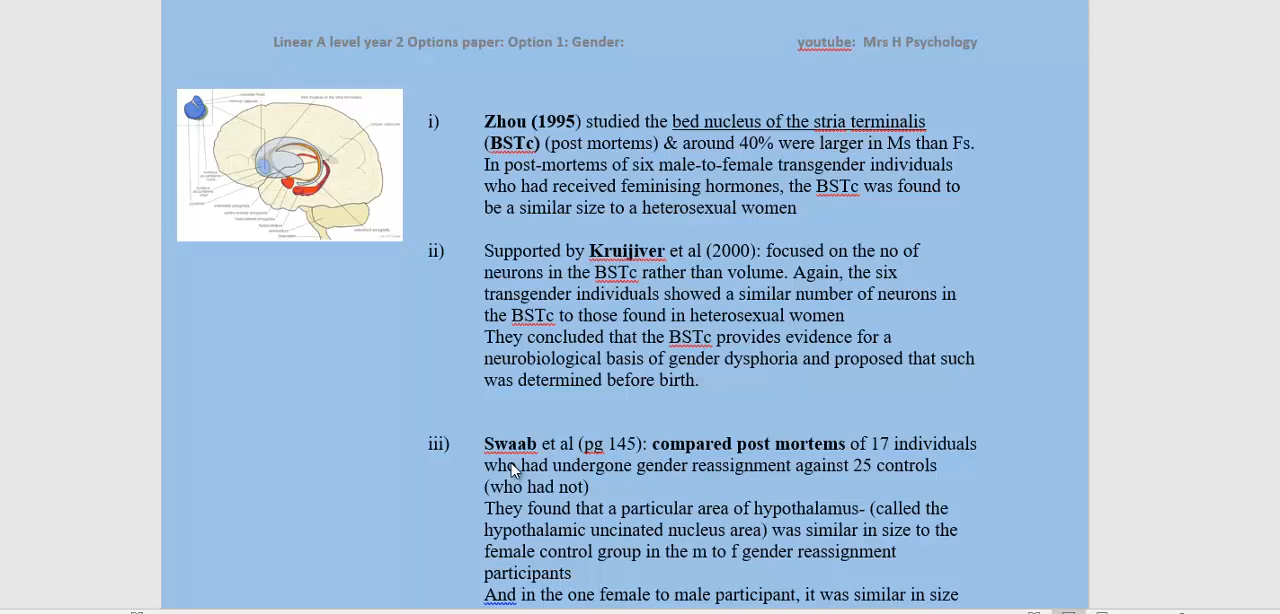 Linear A level year 2 Options paper: Option 1: Gender: youtube: Mrs H Psychology
i) Zhou (1995) studied the bed nucleus of the stria terminalis
(BSTc) (post mortems) & around 40% were larger in Ms than Fs.
In post-mortems of six male-to-female transgender individuals
who had received feminising hormones, the BSTc was found to
be a similar size to a heterosexual women
ii) Supported by Kruijiver et al (2000): focused on the no of
neurons in the BSTc rather than volume. Again, the six
transgender individuals showed a similar number of neurons in
the BSTc to those found in heterosexual women
They concluded that the BSTc provides evidence for a
neurobiological basis of gender dysphoria and proposed that such
was determined before birth.
iii) Swaab et al (pg 145): compared post mortems of 17 individuals
who had undergone gender reassignment against 25 controls
(who had not)
They found that a particular area of hypothalamus- (called the
hypothalamic uncinated nucleus area) was similar in size to the
female control group in the m to f gender reassignment
participants
And in the one female to male participant, it was similar in size